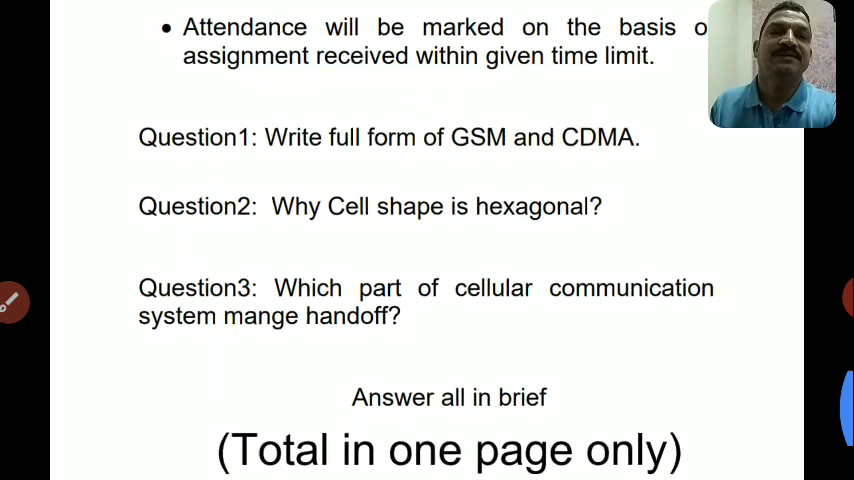 • Attendance will be marked on the basis
assignment received within given time limit.
Question1: Write full form of GSM and CDMA.
Question2: Why Cell shape is hexagonal?
Question3: Which part of cellular communication
system mange handoff?
Answer all in brief
(Total in one page only)